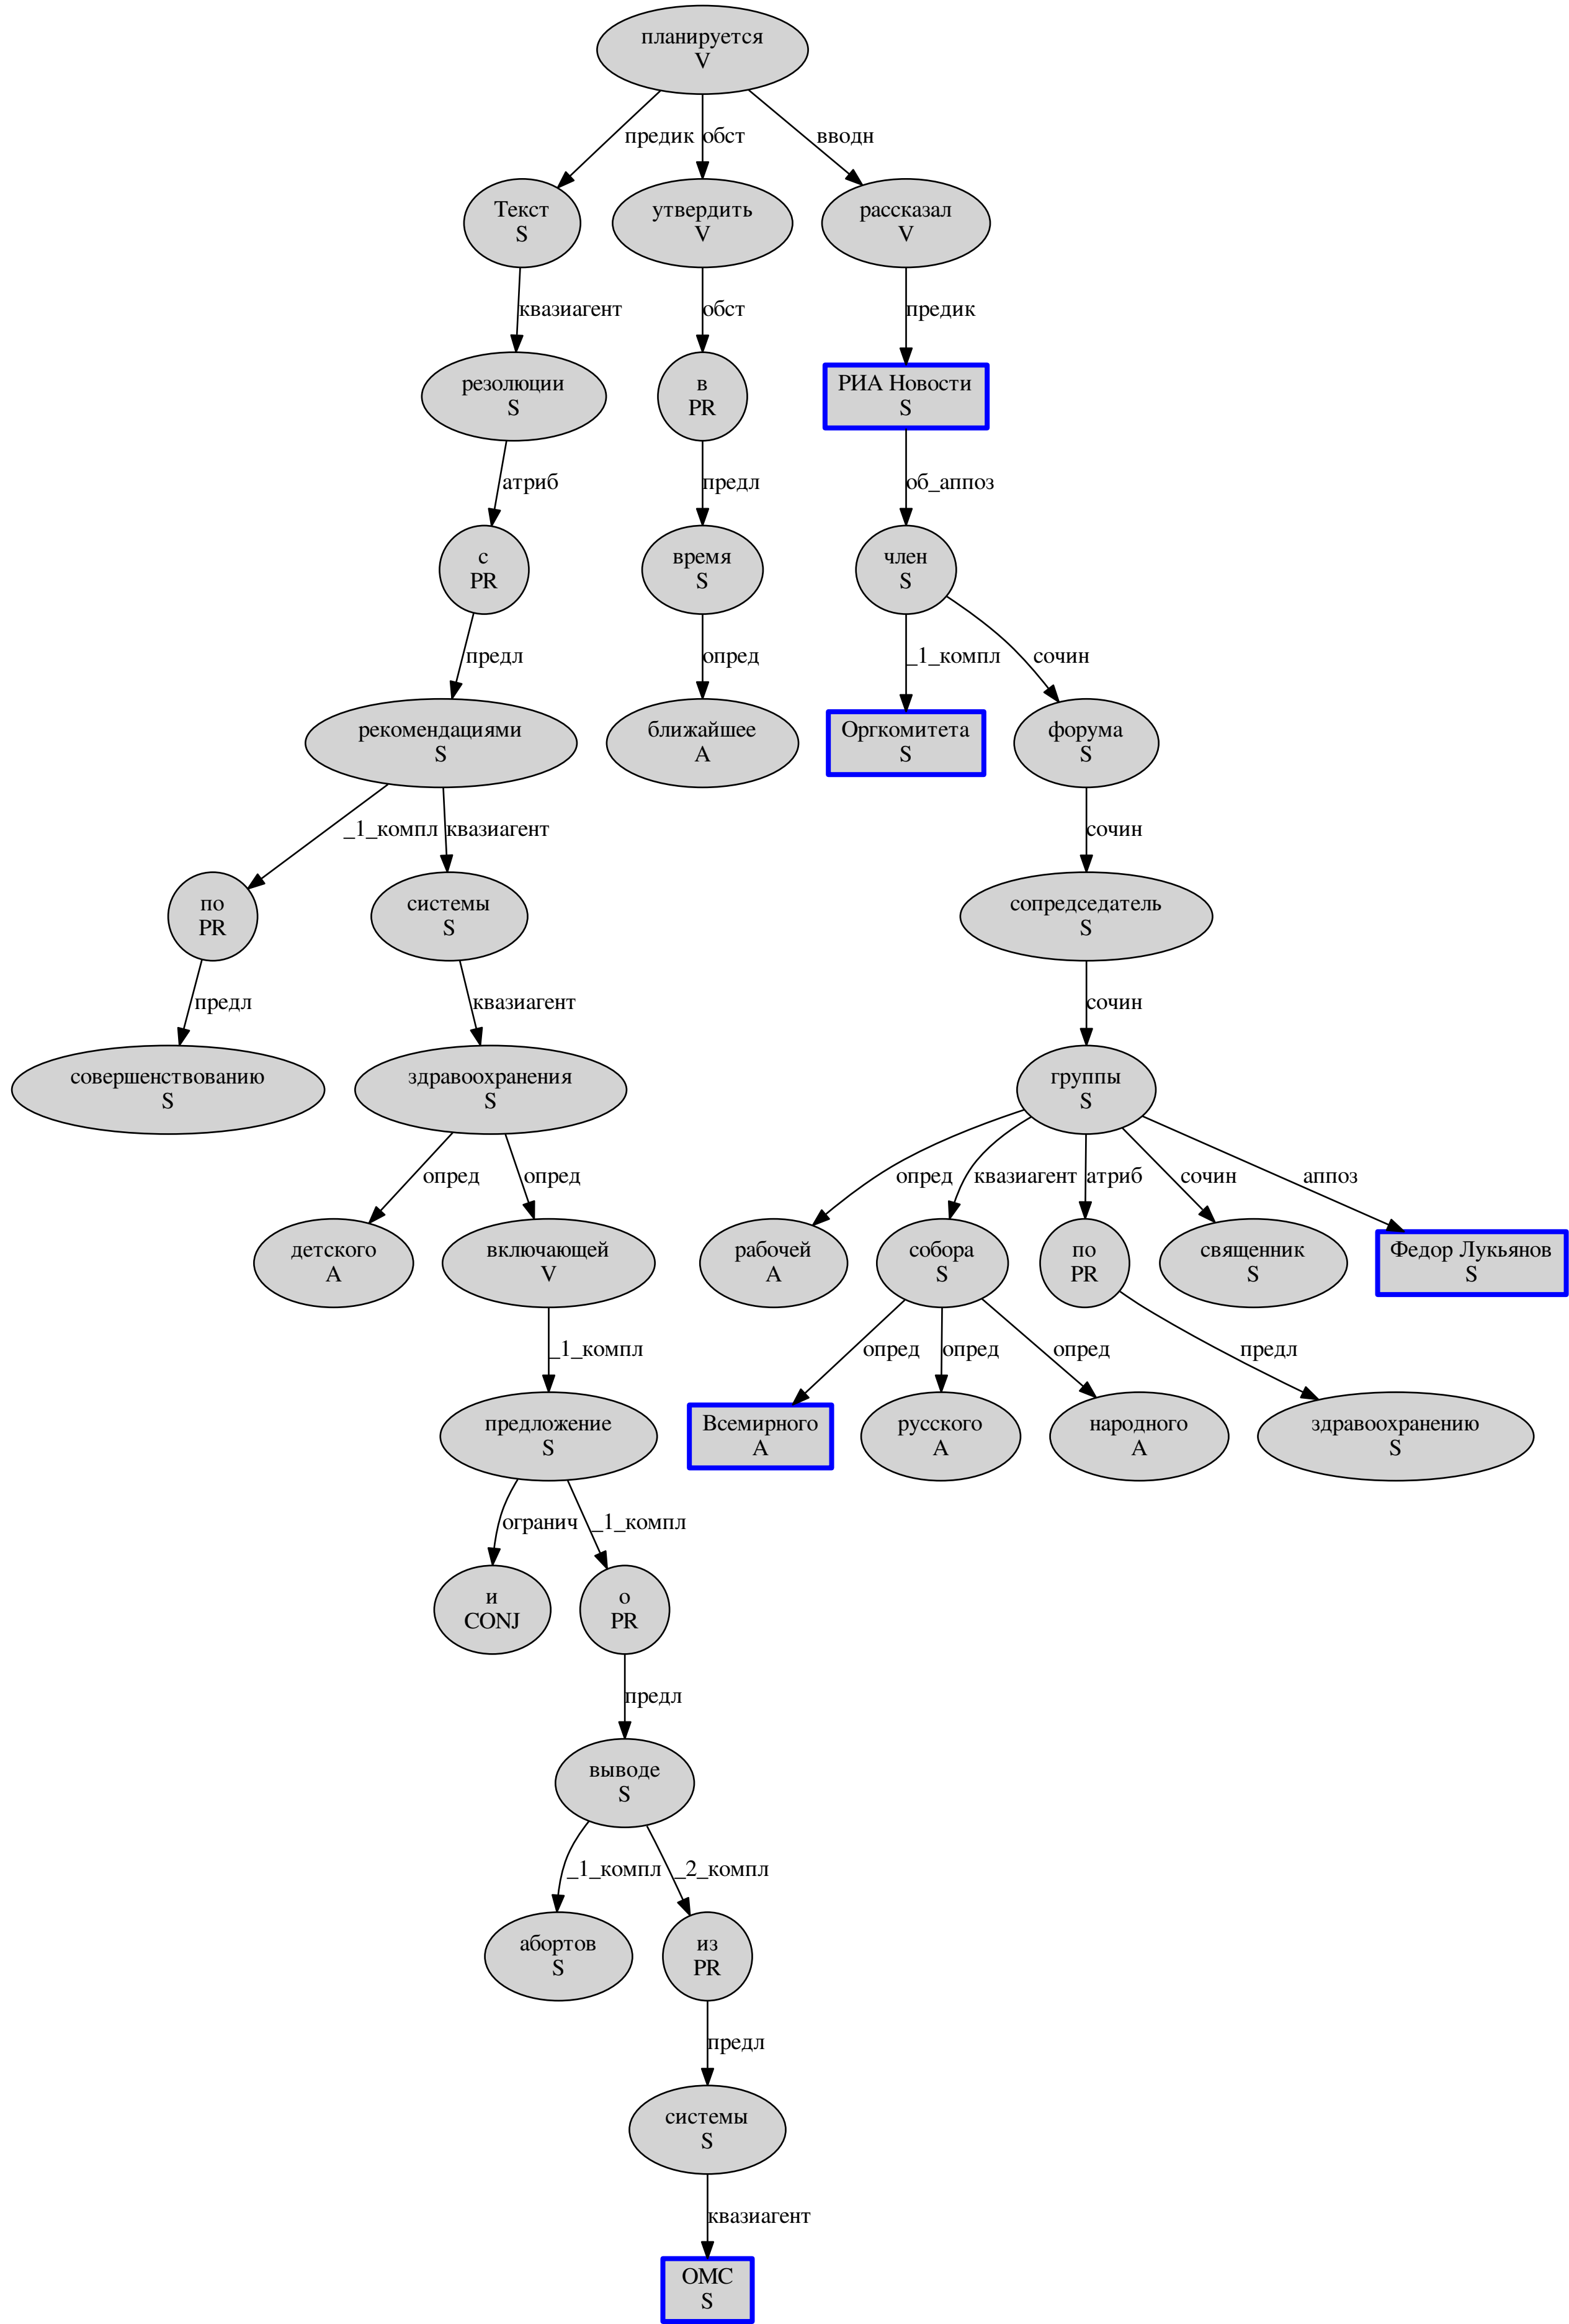 планируется
V
предик
обст
вводн
Текст
S
утвердить
V
рассказал
V
квазиагент
обст
предик
резолюции
S
в
PR
РИА Новости
S
атриб
предл
об_аппоз
с
PR
время
S
член
S
предл
опред
_1_компл
сочин
рекомендациями
S
ближайшее
A
Оргкомитета
S
форума
S
_1_компл
квазиагент
сочин
по
PR
системы
S
сопредседатель
S
предл
квазиагент
сочин
совершенствованию
S
здравоохранения
S
группы
S
опред
опред
опред
квазиагент
атриб
сочин
аппоз
детского
A
включающей
V
рабочей
A
собора
S
по
PR
священник
S
Федор Лукьянов
S
_1_компл
опред
опред
опред
предл
предложение
S
Всемирного
A
русского
A
народного
A
здравоохранению
S
огранич
_1_компл
и
CONJ
о
PR
предл
выводе
S
_1_компл
_2_компл
абортов
S
из
PR
предл
системы
S
квазиагент
ОМС
S